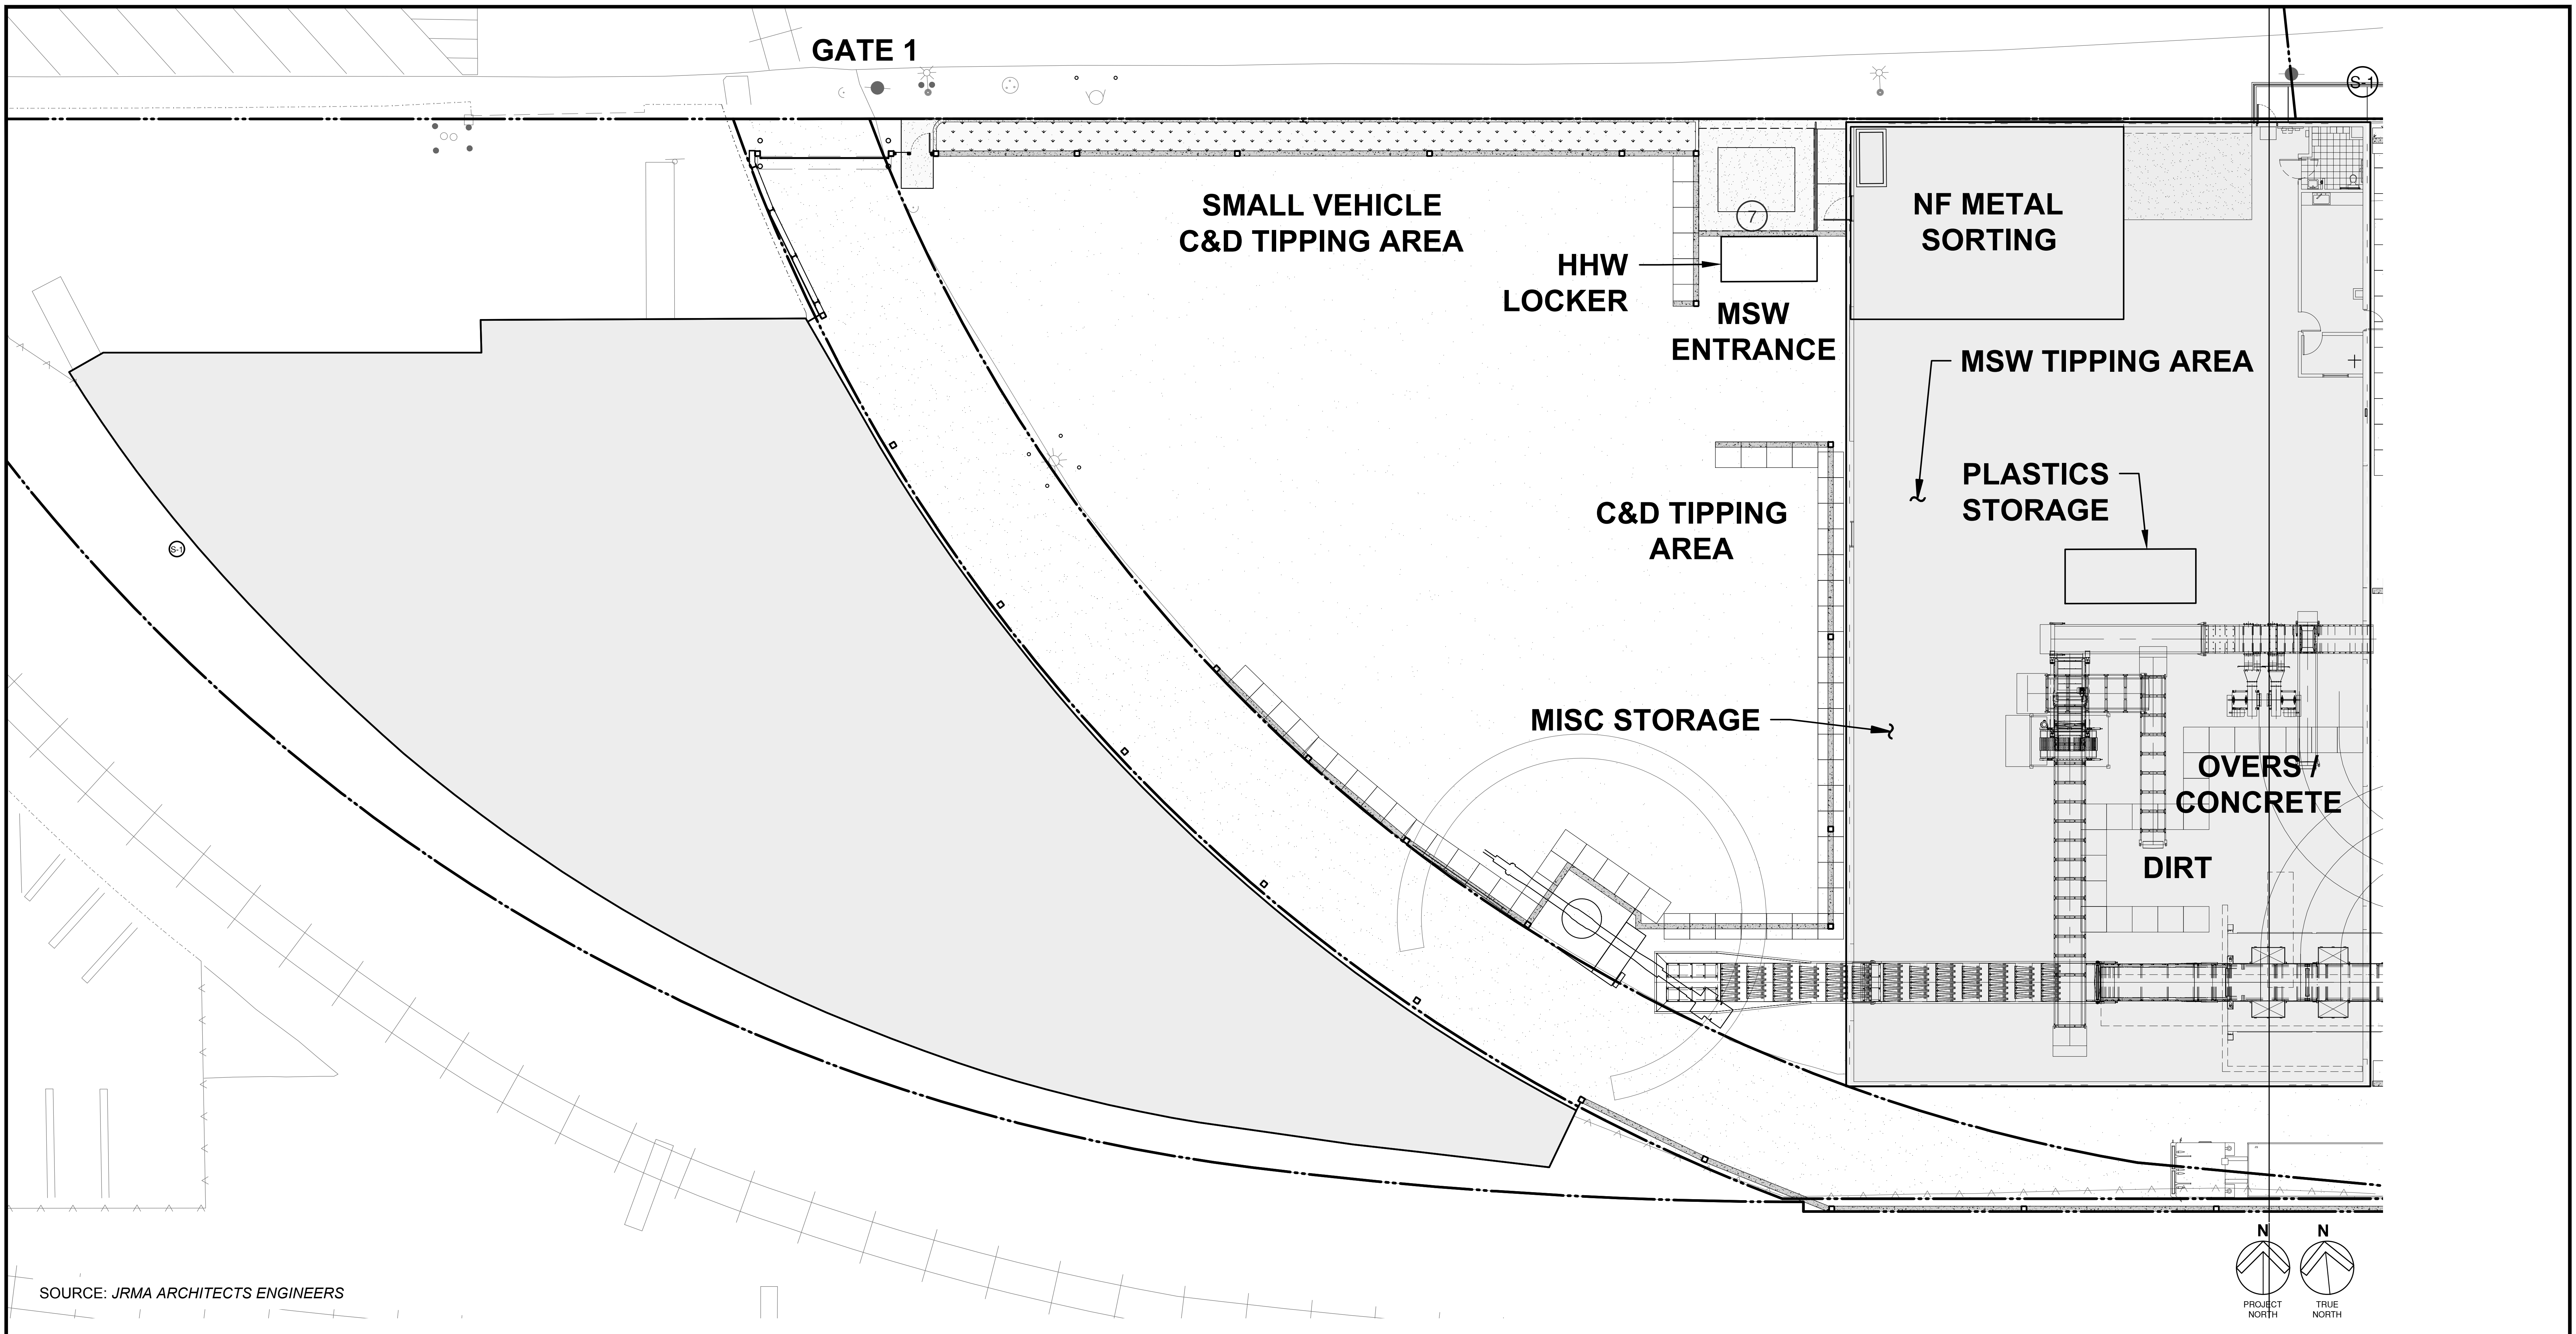 GATE 1
S-1
SMALL VEHICLE
C&D TIPPING AREA
7
NF METAL
SORTING
HHW
LOCKER
MSW
ENTRANCE
MSW TIPPING AREA
PLASTICS
STORAGE
C&D TIPPING
AREA
S-1
MISC STORAGE
OVERS /
CONCRETE
DIRT
N
N
PROJECT
NORTH
TRUE
NORTH
SOURCE: JRMA ARCHITECTS ENGINEERS